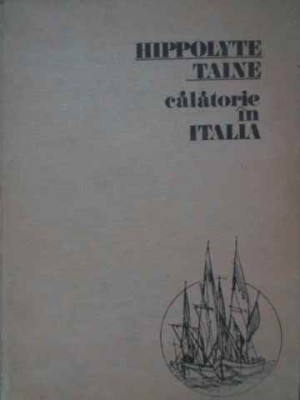 HIPPOLYTE
TAINE
călătorie
în
ITALIA